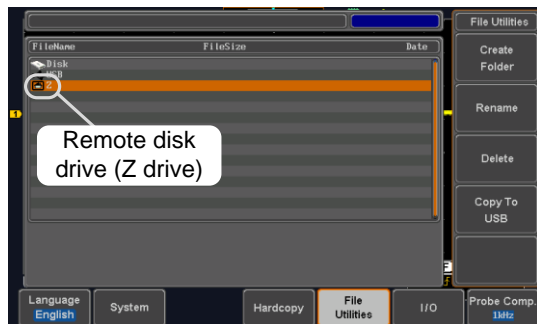 File Utilities
FileName FileSize Date
Disk
USB
Z
Create
Folder
Rename
1
Remote disk
drive (Z drive)
Delete
Copy To
USB
Language
English
System
Hardcopy
File
Utilities
I/O
Probe Comp.
1kHz